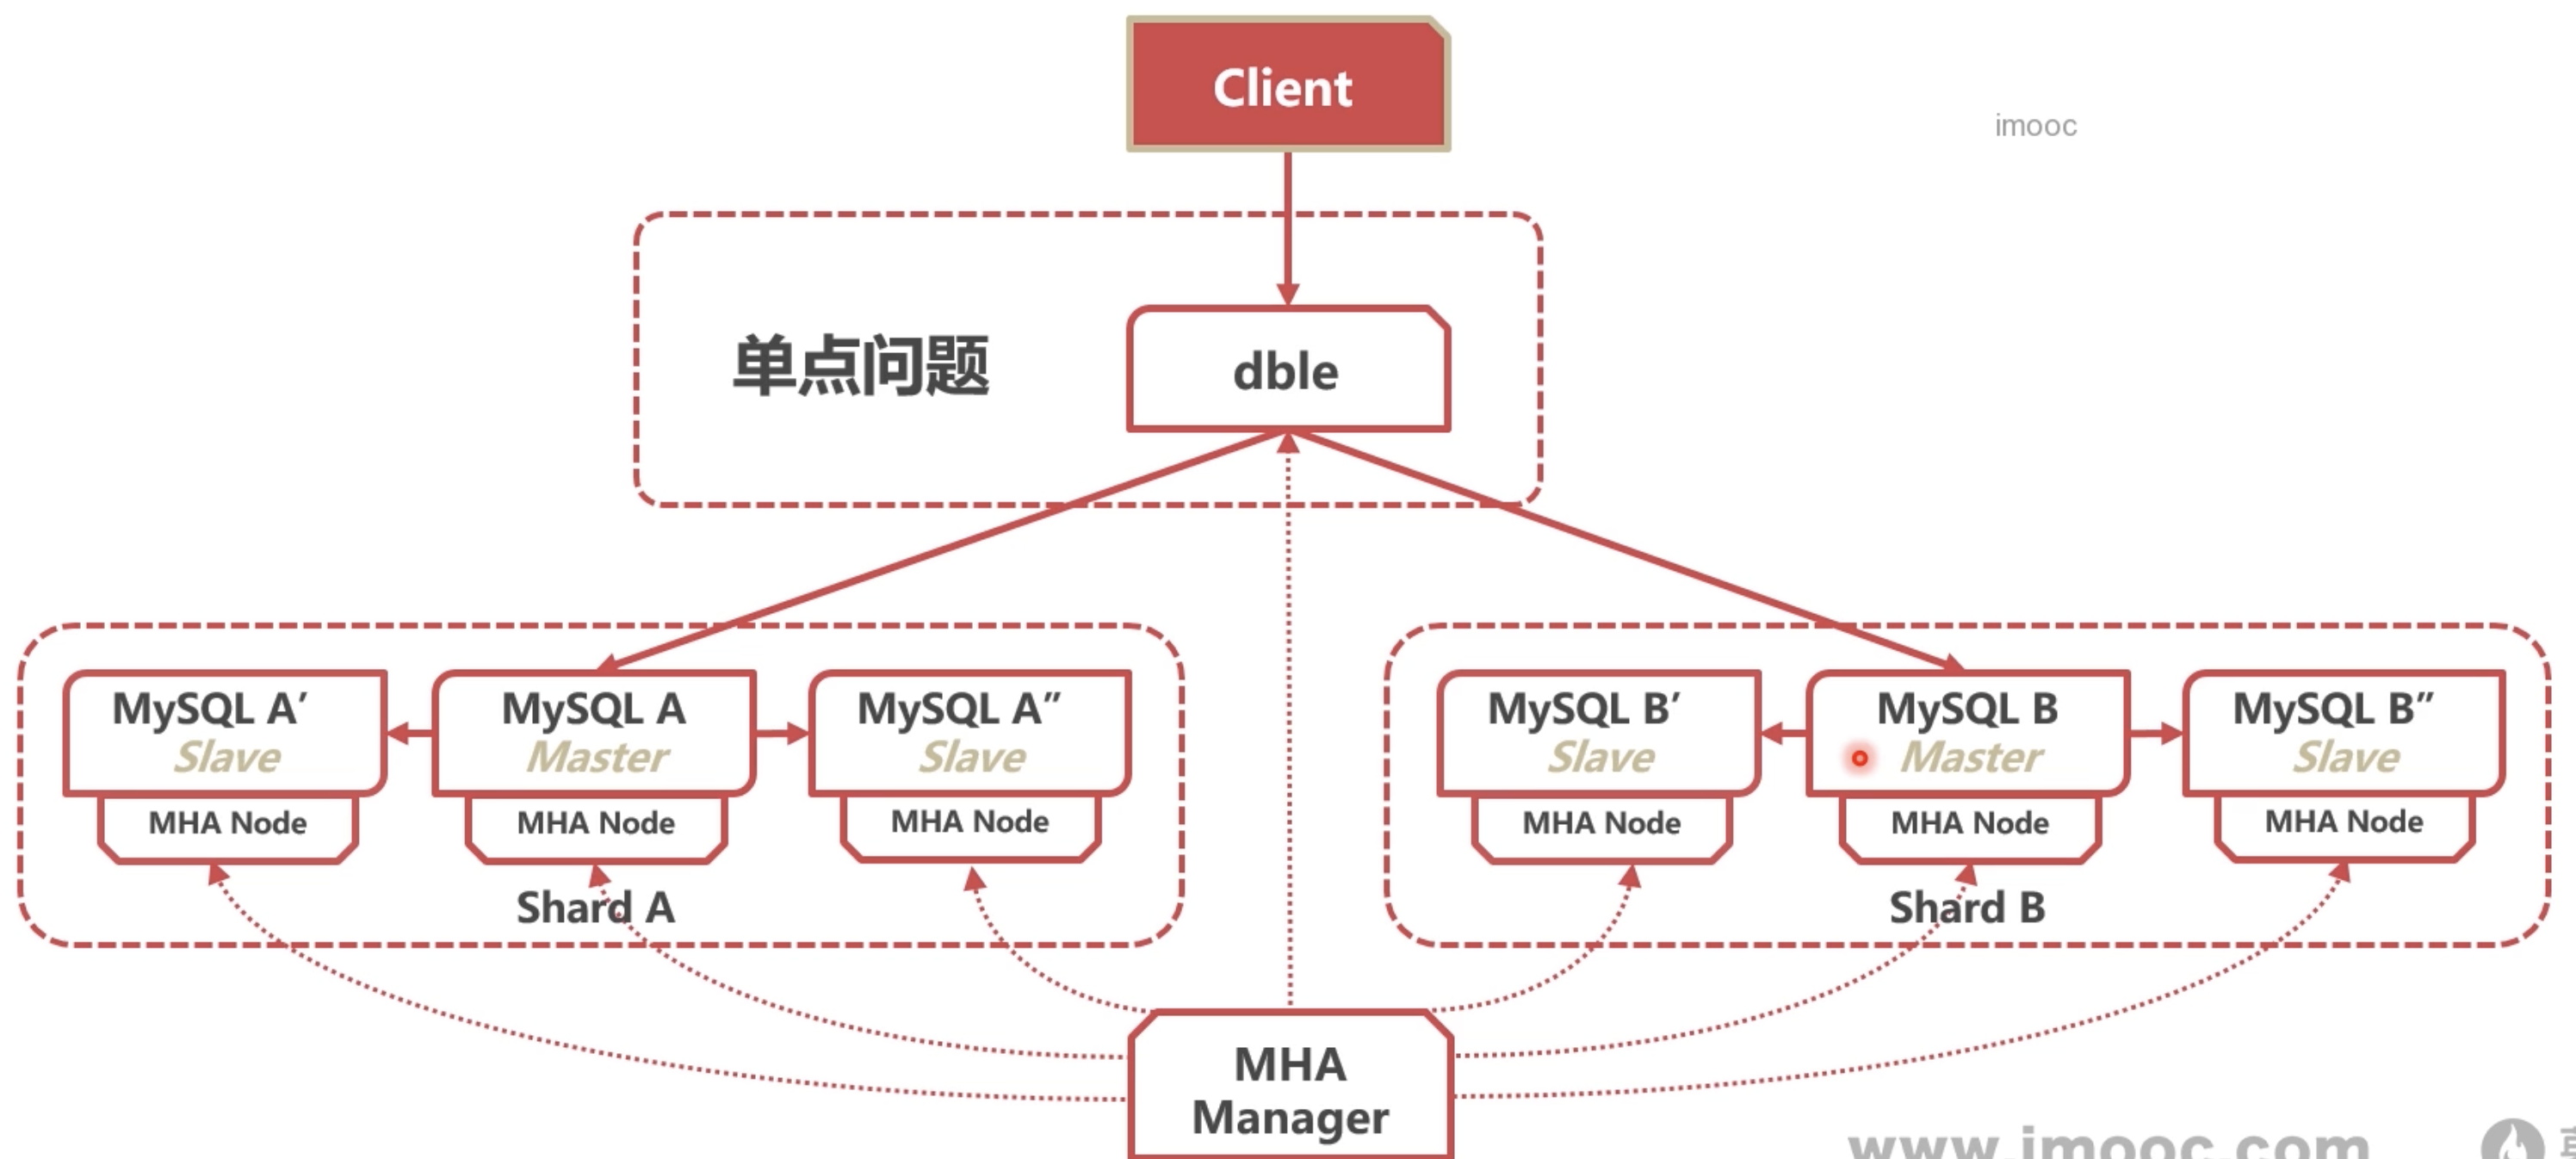 Client
imooc
单点问题
dble
MySQL A’
Slave
MHA Node
MySQL A
Master
MHA Node
MySQL A”
Slave
MHA Node
Shard A
MySQL B’
Slave
MHA Node
MySQL B
Master
MHA Node
MySQL B”
Slave
MHA Node
Shard B
MHA
Manager
www.imooc.com